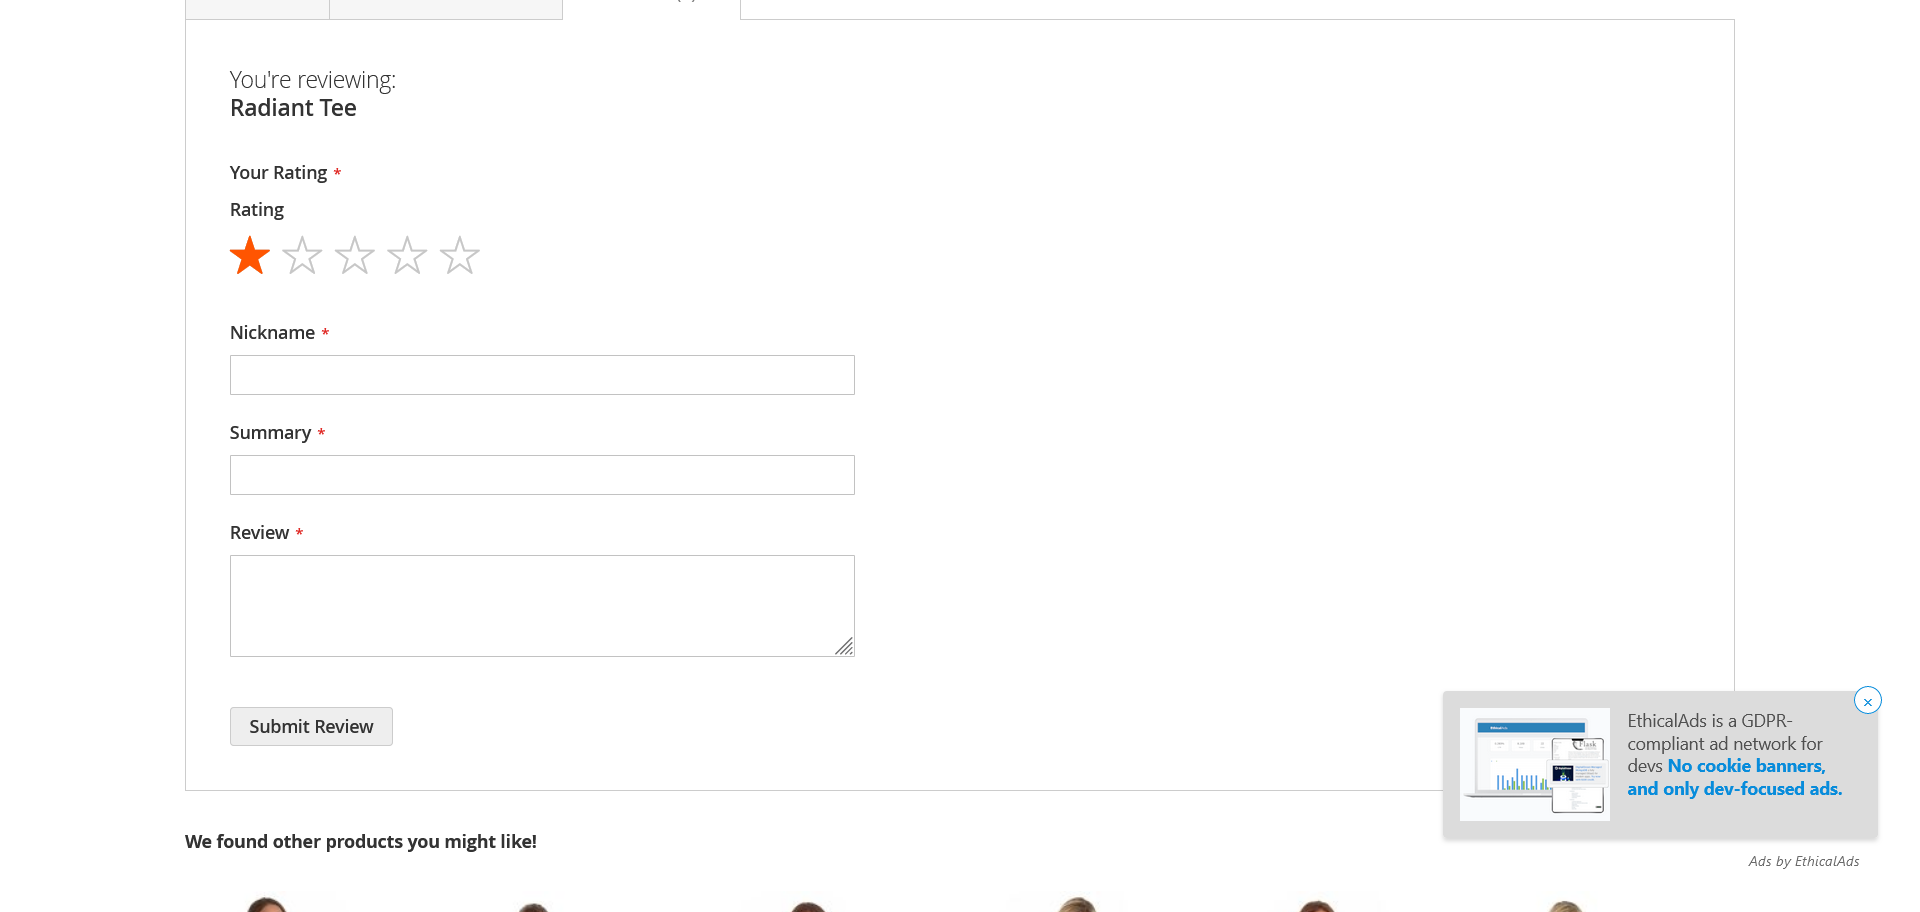 You're reviewing:
Radiant Tee
Your Rating *
Rating
Nickname *
Summary *
Review *
Submit Review
EthicalAds is a GDPR-
compliant ad network for
devs No cookie banners,
and only dev-focused ads.
Ads by EthicalAds
We found other products you might like!